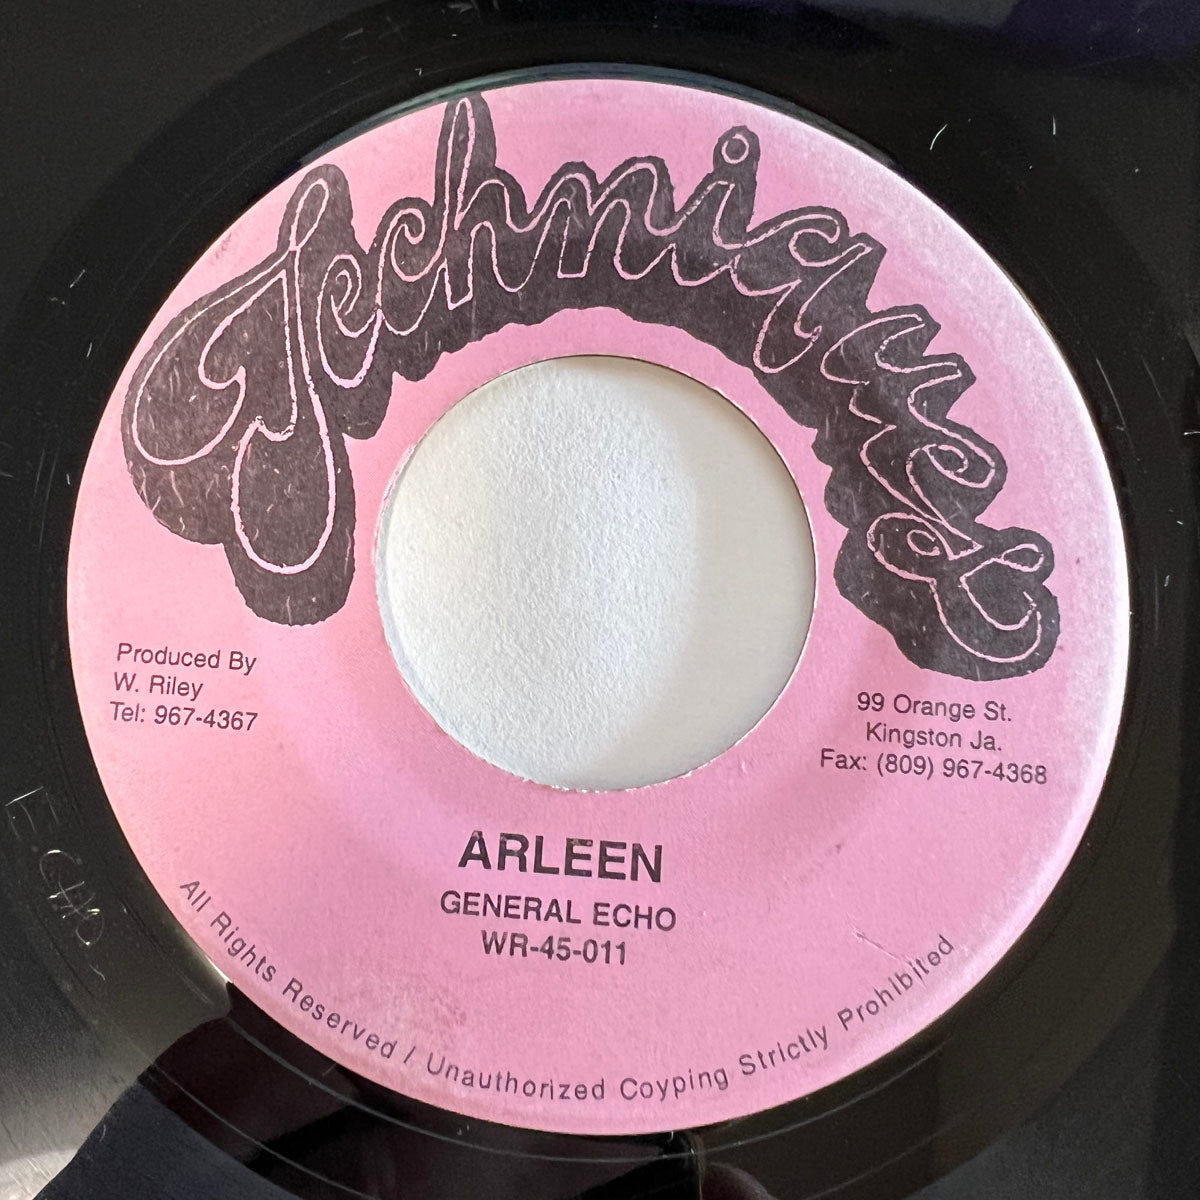 Techniques
Produced By
W. Riley
Tel: 967-4367
99 Orange St.
Kingston Ja.
Fax: (809) 967-4368
ARLEEN
GENERAL ECHO
WR-45-011
All Rights Reserved / Unauthorized Coyping Strictly Prohibited
E.CHO